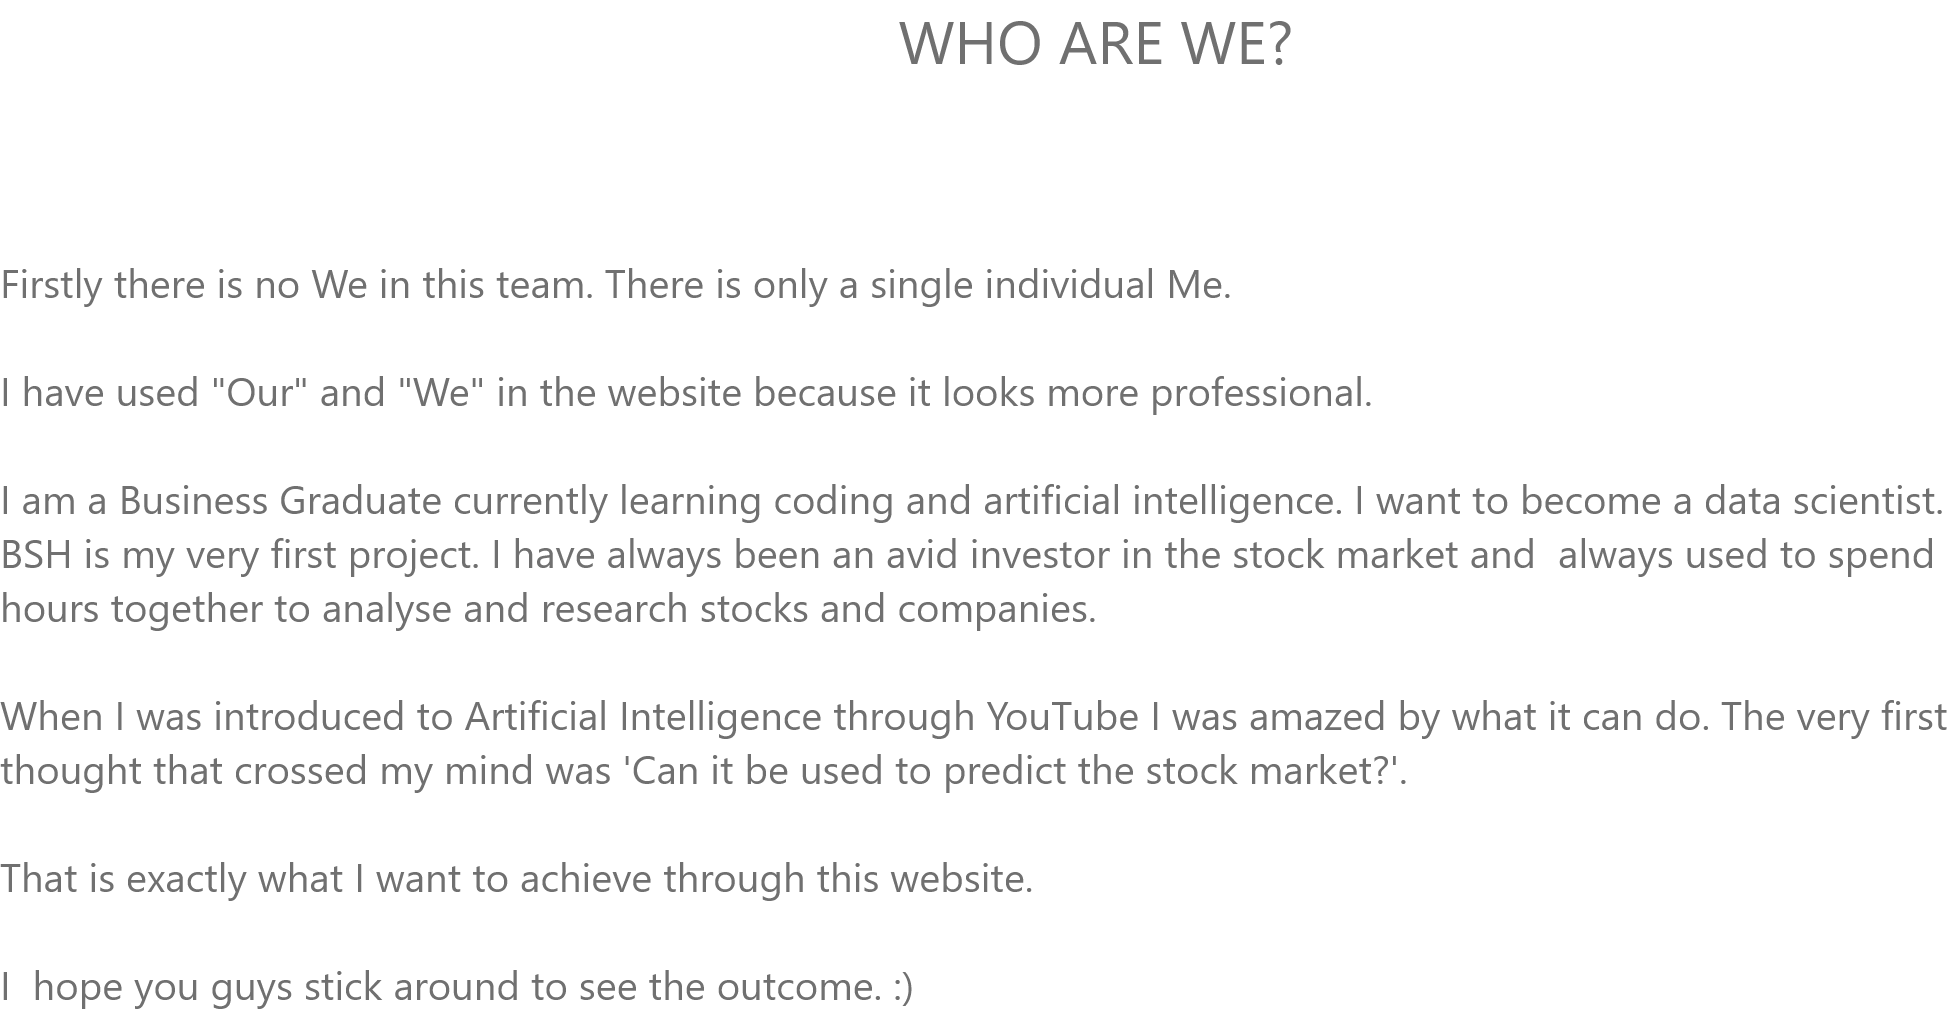 WHO ARE WE?
Firstly there is no We in this team. There is only a single individual Me.
I have used "Our" and "We" in the website because it looks more professional.
I am a Business Graduate currently learning coding and artificial intelligence. I want to become a data scientist.
BSH is my very first project. I have always been an avid investor in the stock market and  always used to spend
hours together to analyse and research stocks and companies.
When I was introduced to Artificial Intelligence through YouTube I was amazed by what it can do. The very first
thought that crossed my mind was 'Can it be used to predict the stock market?'.
That is exactly what I want to achieve through this website.
I  hope you guys stick around to see the outcome. :)